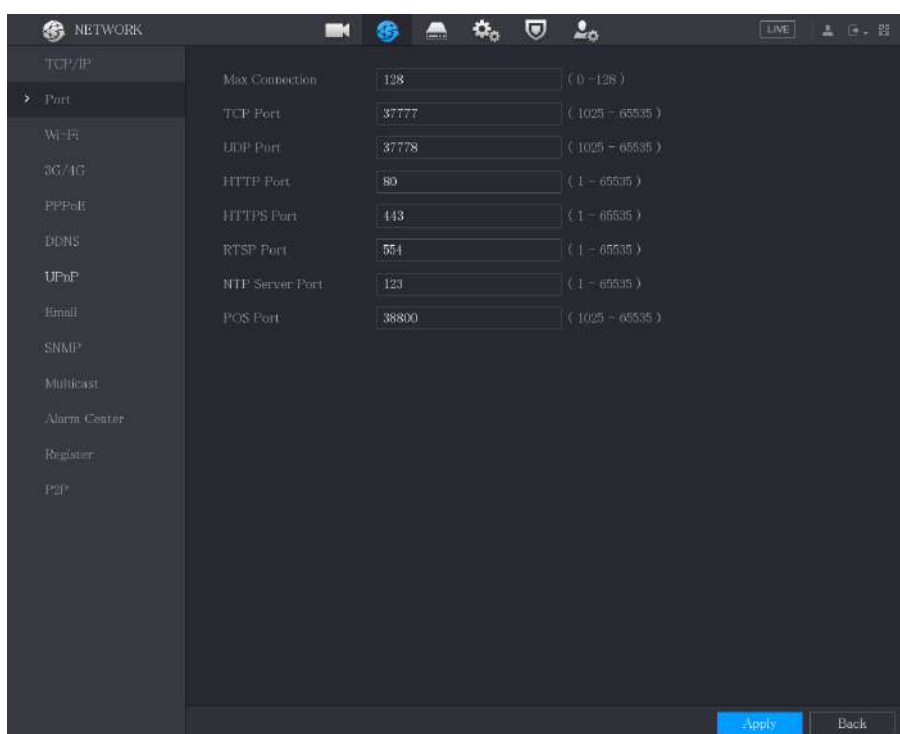 NETWORK
LIVE
TCP/IP
Port
Wi-Fi
3G/4G
PPPoE
DDNS
UPnP
Email
SNMP
Multicast
Alarm Center
Register
P2P
Max Connection 128 ( 0 ~128 )
TCP Port 37777 ( 1025 ~ 65535 )
UDP Port 37778 ( 1025 ~ 65535 )
HTTP Port 80 ( 1 ~ 65535 )
HTTPS Port 443 ( 1 ~ 65535 )
RTSP Port 554 ( 1 ~ 65535 )
NTP Server Port 123 ( 1 ~ 65535 )
POS Port 38800 ( 1025 ~ 65535 )
Apply Back